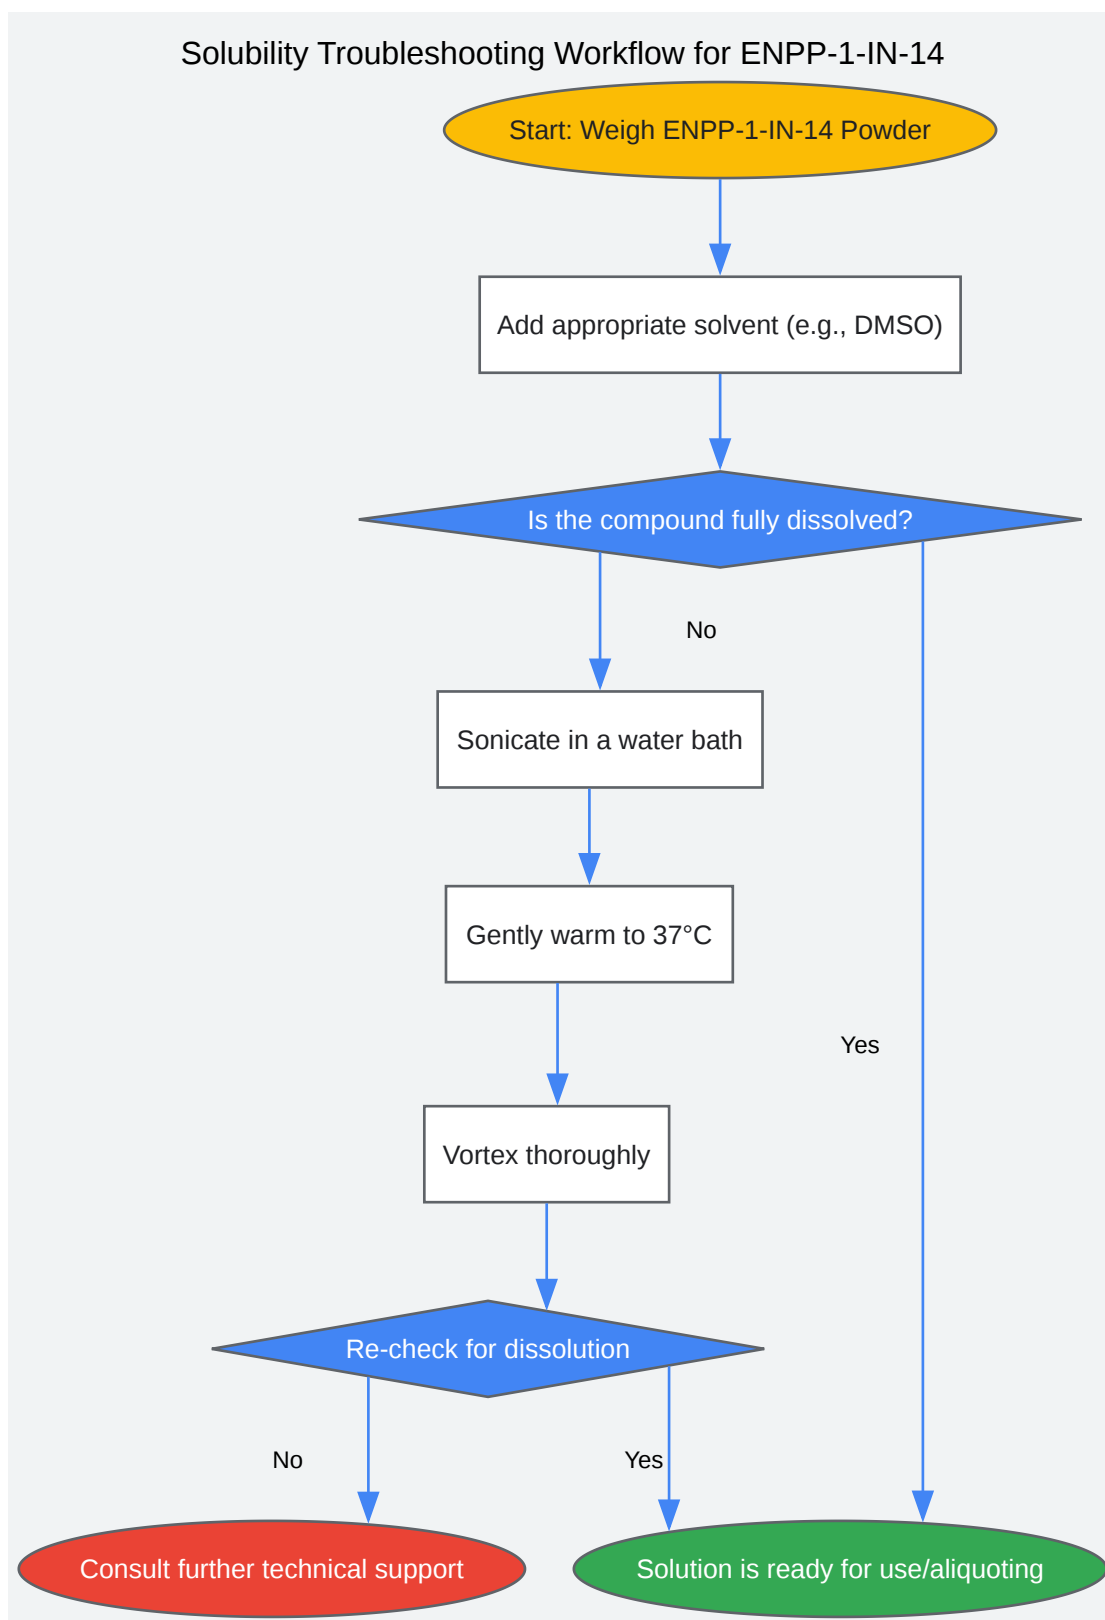 Solubility Troubleshooting Workflow for ENPP-1-IN-14
Start: Weigh ENPP-1-IN-14 Powder
Add appropriate solvent (e.g., DMSO)
Is the compound fully dissolved?
No
Sonicate in a water bath
Gently warm to 37°C
Yes
Vortex thoroughly
Re-check for dissolution
No
Yes
Consult further technical support
Solution is ready for use/aliquoting